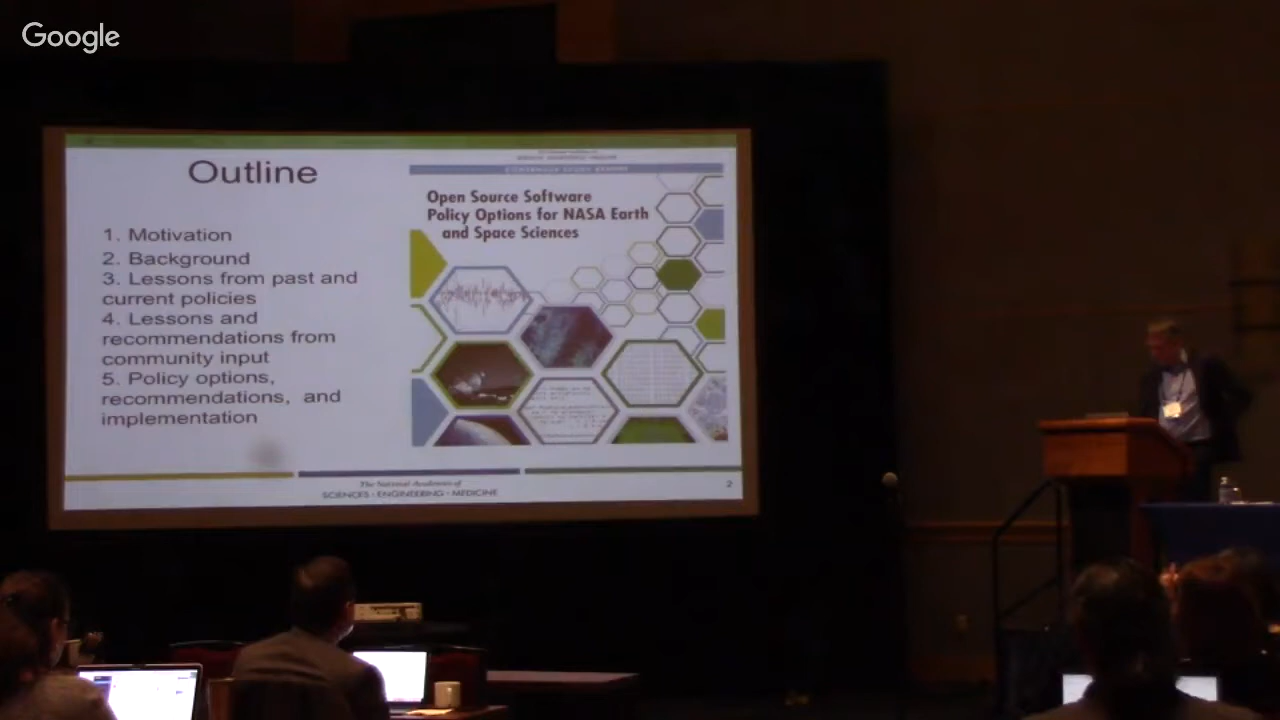 Google
Outline
1. Motivation
2. Background
3. Lessons from past and
current policies
4. Lessons and
recommendations from
community input
5. Policy options,
recommendations, and
implementation
Open Source Software
Policy Options for NASA Earth
and Space Sciences
The National Academies of
SCIENCES • ENGINEERING • MEDICINE
2